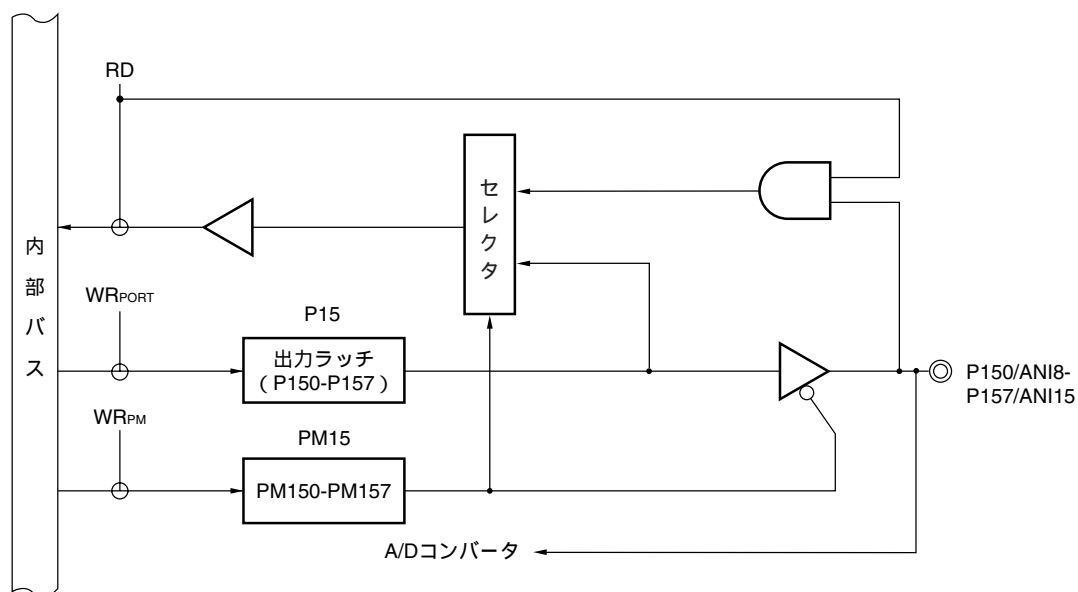 RD
セレクタ
内部バス
WRPORT
P15
出力ラッチ
（P150-P157）
P150/ANI8-
P157/ANI15
WRPM
PM15
PM150-PM157
A/Dコンバータ